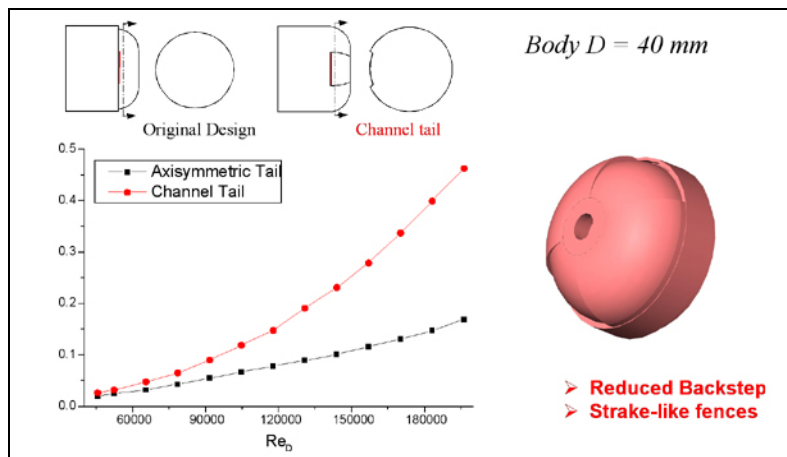 Body D = 40 mm
Original Design
Channel tail
Axisymmetric Tail
Channel Tail
0.5
0.4
0.3
0.2
0.1
0.0
60000 90000 120000 150000 180000
Re_D
➢ Reduced Backstep
➢ Strake-like fences